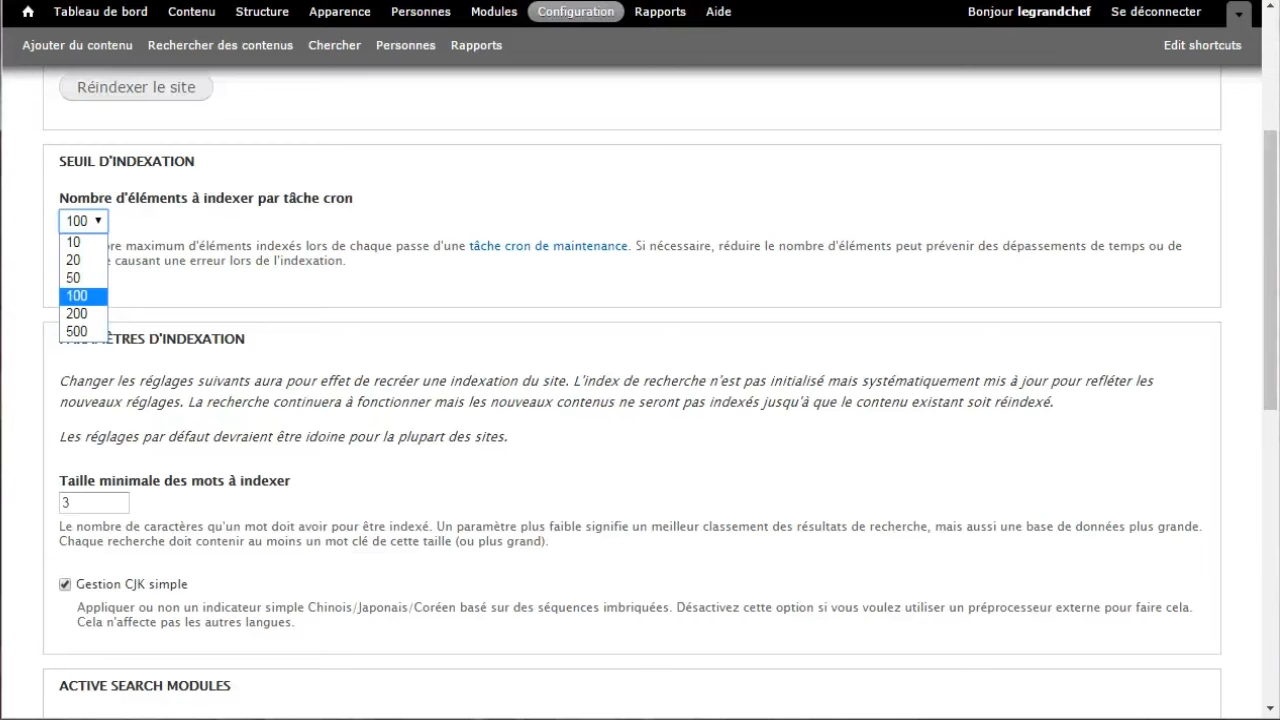 Tableau de bord Contenu Structure Apparence Personnes Modules Configuration Rapports Aide Bonjour legrandchef Se déconnecter
Ajouter du contenu Rechercher des contenus Chercher Personnes Rapports Edit shortcuts
Réindexer le site
SEUIL D'INDEXATION
Nombre d'éléments à indexer par tâche cron
100
10
re maximum d'éléments indexés lors de chaque passe d'une tâche cron de maintenance. Si nécessaire, réduire le nombre d'éléments peut prévenir des dépassements de temps ou de
20
causant une erreur lors de l'indexation.
50
100
200
500
TRES D'INDEXATION
Changer les réglages suivants aura pour effet de recréer une indexation du site. L'index de recherche n'est pas initialisé mais systématiquement mis à jour pour refléter les
nouveaux réglages. La recherche continuera à fonctionner mais les nouveaux contenus ne seront pas indexés jusqu'à que le contenu existant soit réindexé.
Les réglages par défaut devraient être idoine pour la plupart des sites.
Taille minimale des mots à indexer
3
Le nombre de caractères qu'un mot doit avoir pour être indexé. Un paramètre plus faible signifie un meilleur classement des résultats de recherche, mais aussi une base de données plus grande.
Chaque recherche doit contenir au moins un mot clé de cette taille (ou plus grand).
Gestion CJK simple
Appliquer ou non un indicateur simple Chinois/Japonais/Coréen basé sur des séquences imbriquées. Désactivez cette option si vous voulez utiliser un préprocesseur externe pour faire cela.
Cela n'affecte pas les autres langues.
ACTIVE SEARCH MODULES